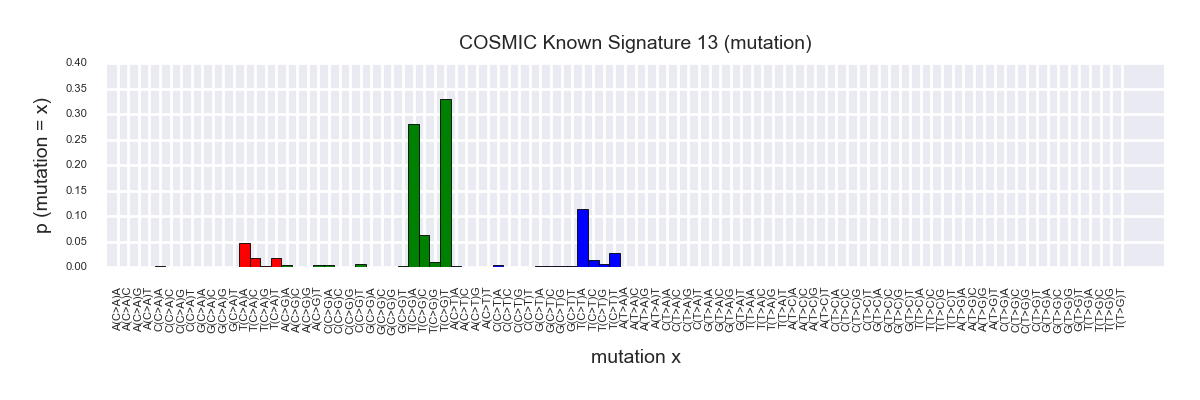 COSMIC Known Signature 13 (mutation)
p (mutation = x)
0.40
0.35
0.30
0.25
0.20
0.15
0.10
0.05
0.00
A(C>A)A
A(C>A)C
A(C>A)G
A(C>A)T
C(C>A)A
C(C>A)C
C(C>A)G
C(C>A)T
G(C>A)A
G(C>A)C
G(C>A)G
G(C>A)T
T(C>A)A
T(C>A)C
T(C>A)G
T(C>A)T
A(C>G)A
A(C>G)C
A(C>G)G
A(C>G)T
C(C>G)A
C(C>G)C
C(C>G)G
C(C>G)T
G(C>G)A
G(C>G)C
G(C>G)G
G(C>G)T
T(C>G)A
T(C>G)C
T(C>G)G
T(C>G)T
A(C>T)A
A(C>T)C
A(C>T)G
A(C>T)T
C(C>T)A
C(C>T)C
C(C>T)G
C(C>T)T
G(C>T)A
G(C>T)C
G(C>T)G
G(C>T)T
T(C>T)A
T(C>T)C
T(C>T)G
T(C>T)T
A(T>A)A
A(T>A)C
A(T>A)G
A(T>A)T
C(T>A)A
C(T>A)C
C(T>A)G
C(T>A)T
G(T>A)A
G(T>A)C
G(T>A)G
G(T>A)T
T(T>A)A
T(T>A)C
T(T>A)G
T(T>A)T
A(T>C)A
A(T>C)C
A(T>C)G
A(T>C)T
C(T>C)A
C(T>C)C
C(T>C)G
C(T>C)T
G(T>C)A
G(T>C)C
G(T>C)G
G(T>C)T
T(T>C)A
T(T>C)C
T(T>C)G
T(T>C)T
A(T>G)A
A(T>G)C
A(T>G)G
A(T>G)T
C(T>G)A
C(T>G)C
C(T>G)G
C(T>G)T
G(T>G)A
G(T>G)C
G(T>G)G
G(T>G)T
T(T>G)A
T(T>G)C
T(T>G)G
T(T>G)T
mutation x